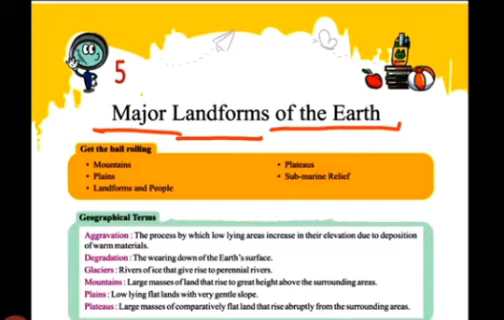 5
Major Landforms of the Earth
Get the ball rolling
• Mountains
• Plateaus
• Plains
• Sub-marine Relief
• Landforms and People
Geographical Terms
Aggravation : The process by which low lying areas increase in their elevation due to deposition
of warm materials.
Degradation : The wearing down of the Earth's surface.
Glaciers : Rivers of ice that give rise to perennial rivers.
Mountains : Large masses of land that rise to great height above the surrounding areas.
Plains : Low lying flat lands with very gentle slope.
Plateaus : Large masses of comparatively flat land that rise abruptly from the surrounding areas.